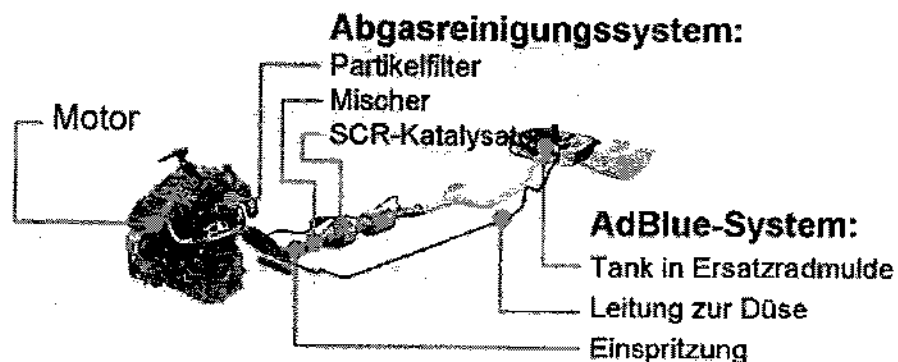 Abgasreinigungssystem:
Partikelfilter
Mischer
SCR-Katalysator
Motor
AdBlue-System:
Tank in Ersatzradmulde
Leitung zur Düse
Einspritzung